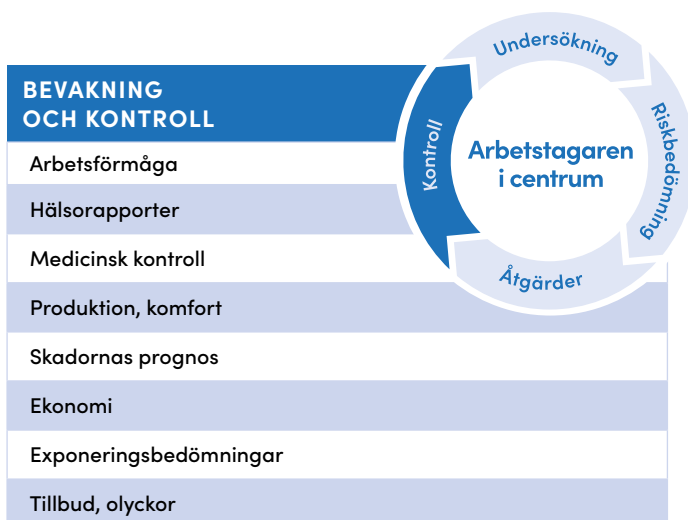 BEVAKNING
OCH KONTROLL
Arbetsförmåga
Hälsorapporter
Medicinsk kontroll
Produktion, komfort
Skadornas prognos
Ekonomi
Exponeringsbedömningar
Tillbud, olyckor
Undersökning
Riskbedömning
Åtgärder
Kontroll
Arbetstagaren
i centrum